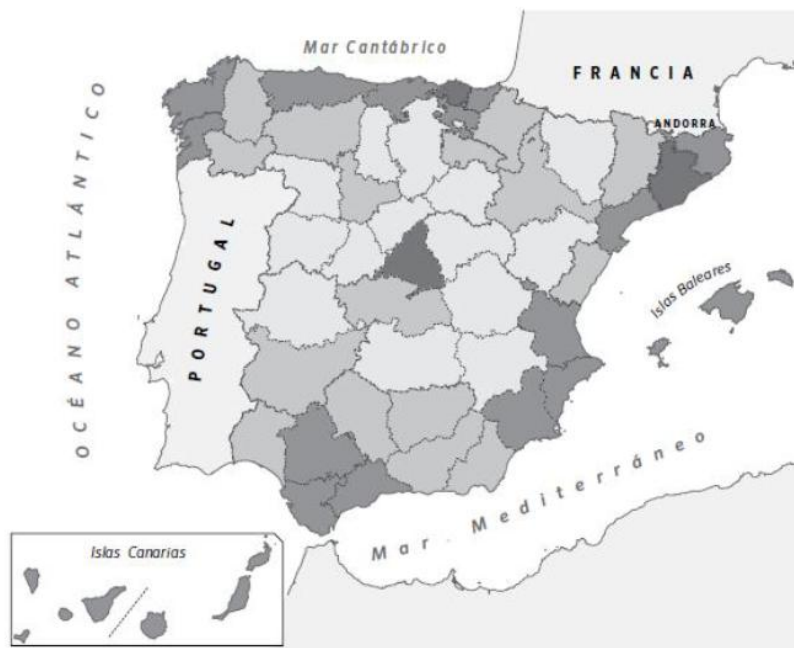 Mar Cantábrico
FRANCIA
ANDORRA
OCÉANO ATLÁNTICO
PORTUGAL
Islas Baleares
Mar Mediterráneo
Islas Canarias